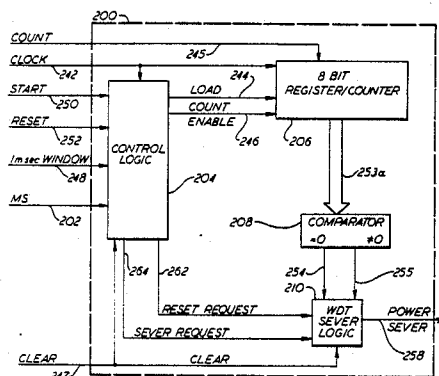 200
COUNT
245
CLOCK
242
244
8 BIT
REGISTER/COUNTER
START
250
LOAD
COUNT
ENABLE
246
206
RESET
252
CONTROL
LOGIC
1msec WINDOW
248
204
253a
MS
202
208
COMPARATOR
=0 ≠0
264
262
254
255
210
RESET REQUEST
WDT
SEVER
LOGIC
POWER
SEVER
258
SEVER REQUEST
CLEAR
CLEAR